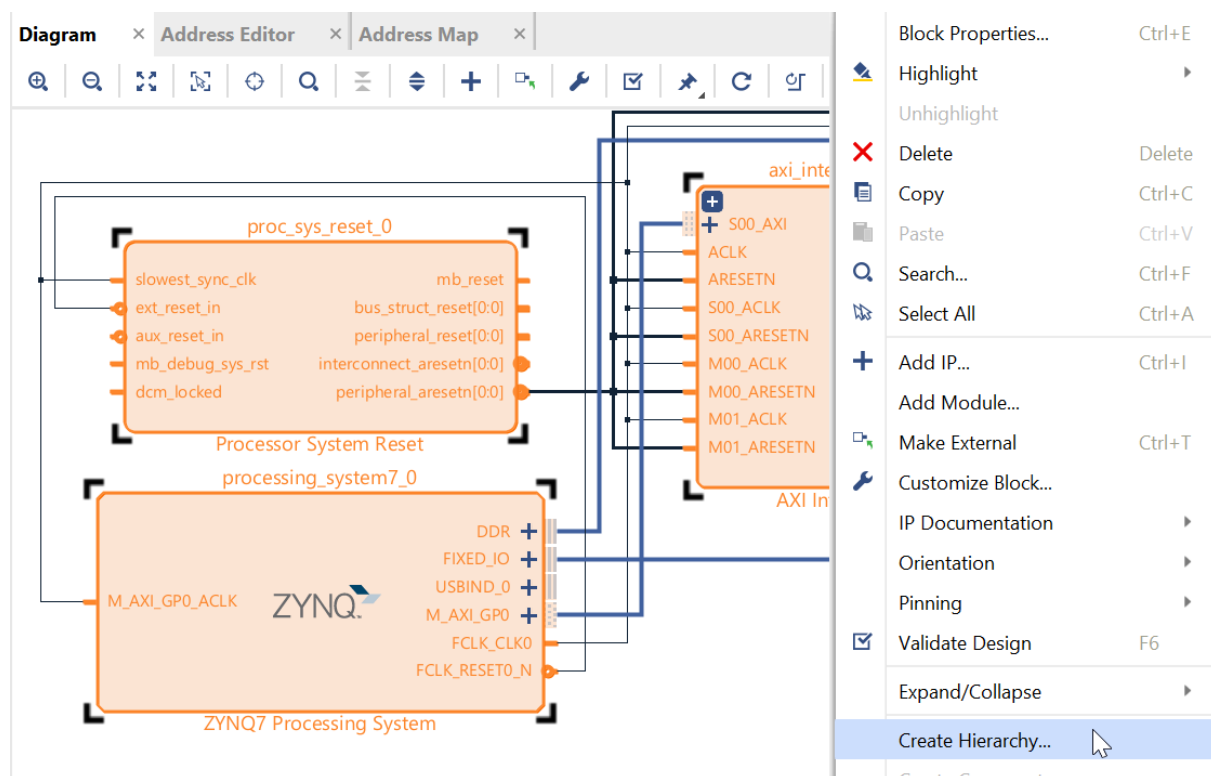 Diagram × Address Editor × Address Map ×
proc_sys_reset_0
slowest_sync_clk mb_reset
ext_reset_in bus_struct_reset[0:0]
aux_reset_in peripheral_reset[0:0]
mb_debug_sys_rst interconnect_aresetn[0:0]
dcm_locked peripheral_aresetn[0:0]
Processor System Reset
processing_system7_0
DDR
FIXED_IO
USBIND_0
M_AXI_GP0_ACLK ZYNQ M_AXI_GP0
FCLK_CLK0
FCLK_RESET0_N
ZYNQ7 Processing System
axi_inte
S00_AXI
ACLK
ARESETN
S00_ACLK
S00_ARESETN
M00_ACLK
M00_ARESETN
M01_ACLK
M01_ARESETN
AXI In
Block Properties... Ctrl+E
Highlight
Unhighlight
Delete Delete
Copy Ctrl+C
Paste Ctrl+V
Search... Ctrl+F
Select All Ctrl+A
Add IP... Ctrl+I
Add Module...
Make External Ctrl+T
Customize Block...
IP Documentation
Orientation
Pinning
Validate Design F6
Expand/Collapse
Create Hierarchy...